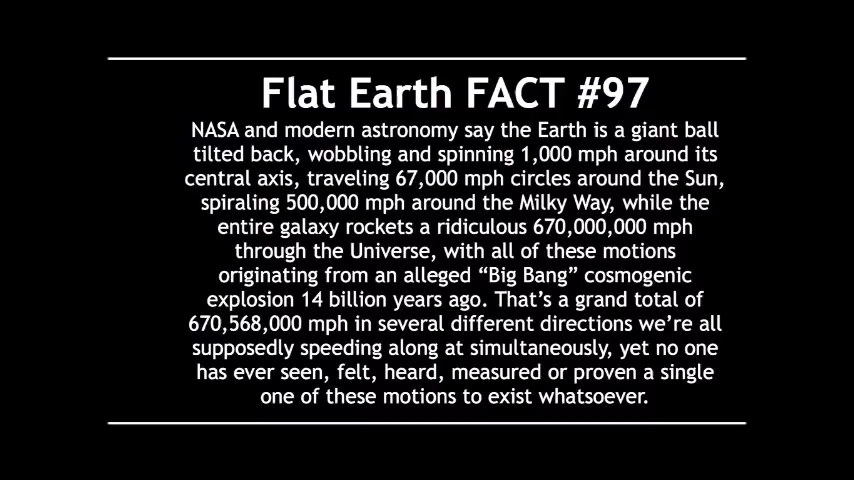 Flat Earth FACT #97
NASA and modern astronomy say the Earth is a giant ball
tilted back, wobbling and spinning 1,000 mph around its
central axis, traveling 67,000 mph circles around the Sun,
spiraling 500,000 mph around the Milky Way, while the
entire galaxy rockets a ridiculous 670,000,000 mph
through the Universe, with all of these motions
originating from an alleged “Big Bang” cosmogenic
explosion 14 billion years ago. That’s a grand total of
670,568,000 mph in several different directions we’re all
supposedly speeding along at simultaneously, yet no one
has ever seen, felt, heard, measured or proven a single
one of these motions to exist whatsoever.